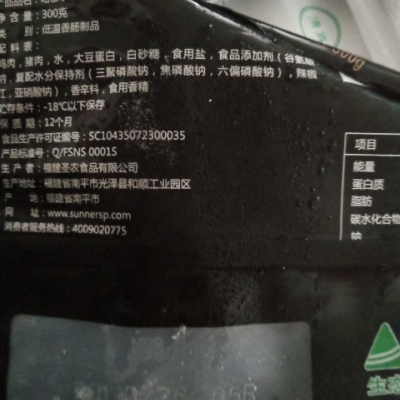 含量：300克
类 别：低温香肠制品
鸡肉，猪肉，水，大豆蛋白，白砂糖，食用盐，食品添加剂（谷氨酸
钠，复配水分保持剂（三聚磷酸钠，焦磷酸钠，六偏磷酸钠），辣椒
红，亚硝酸钠），香辛料，食用香精
贮存条件：-18℃以下保存
保 质 期：12个月
食品生产许可证编号：SC10435072300035
产品标准号：Q/FSNS 0001S
生 产 者：福建圣农食品有限公司
生产地址：福建省南平市光泽县和顺工业园区
产 地：福建省南平市
网 址：www.sunnersp.com
消费者服务热线：4009020775
项目
能量
蛋白质
脂肪
碳水化合物
钠
00g
生态